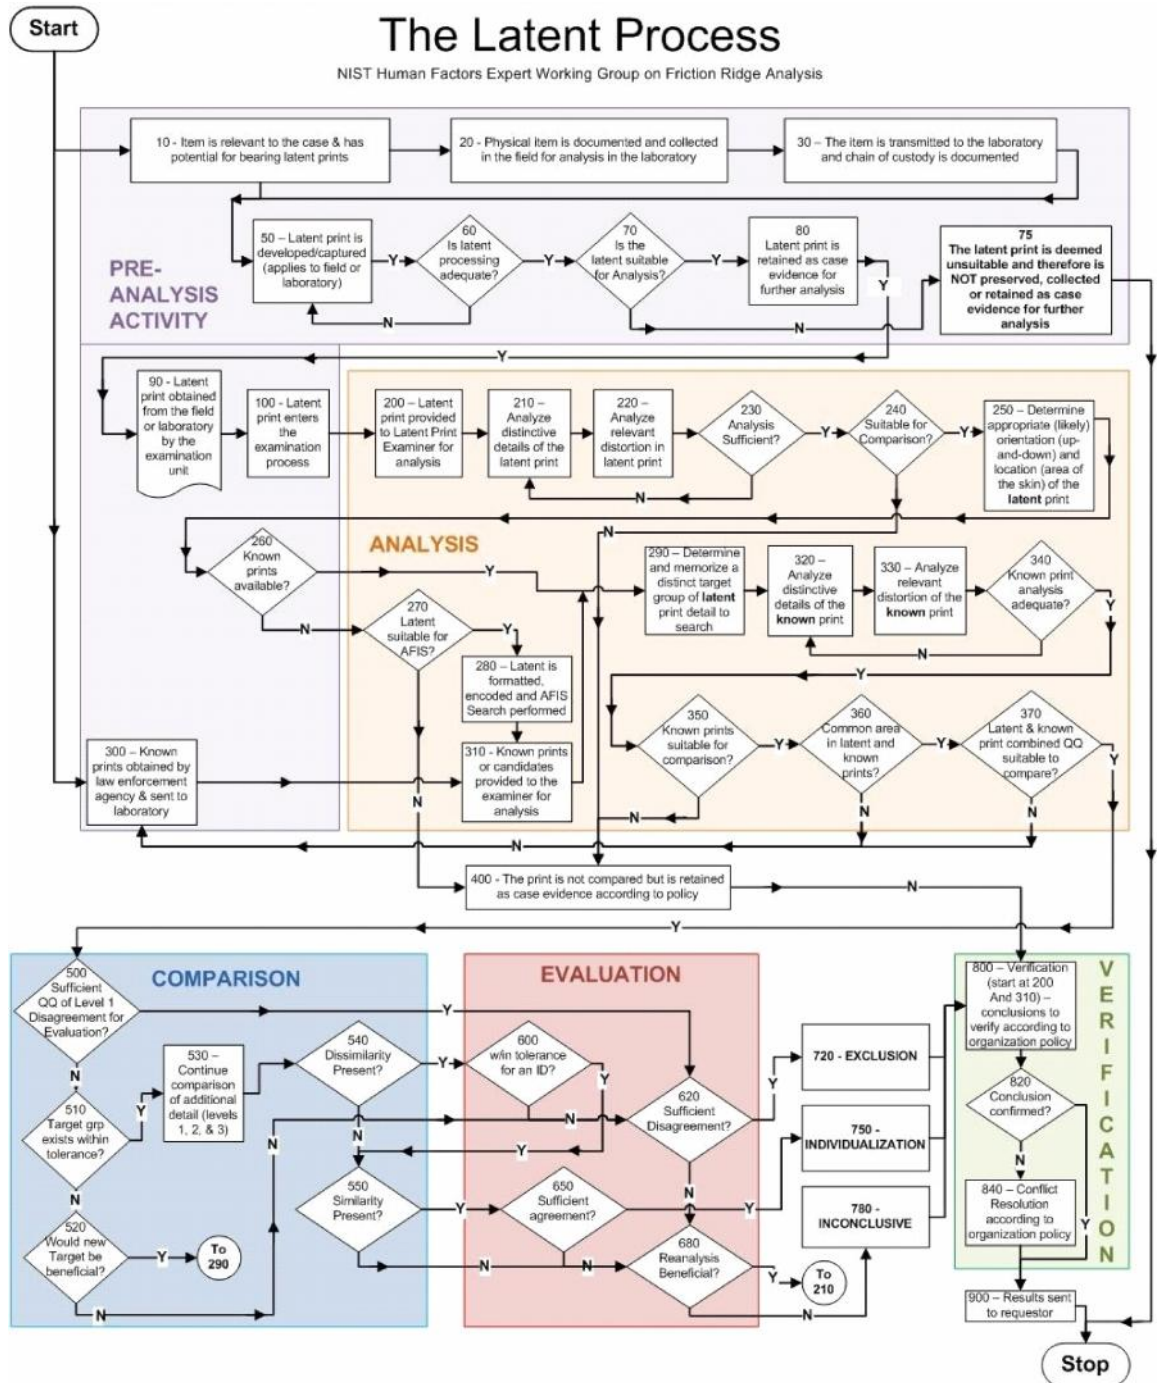 Start
The Latent Process
NIST Human Factors Expert Working Group on Friction Ridge Analysis
10 - Item is relevant to the case & has
potential for bearing latent prints
20 - Physical item is documented and collected
in the field for analysis in the laboratory
30 – The item is transmitted to the laboratory
and chain of custody is documented
PRE-
ANALYSIS
ACTIVITY
50 – Latent print is
developed/captured
(applies to field or
laboratory)
Y
60
Is latent
processing
adequate?
Y
N
70
Is the
latent suitable
for Analysis?
Y
N
80
Latent print is
retained as case
evidence for
further analysis
Y
75
The latent print is deemed
unsuitable and therefore is
NOT preserved, collected
or retained as case
evidence for further
analysis
Y
90 - Latent
print obtained
from the field
or laboratory
by the
examination
unit
100 - Latent
print enters
the
examination
process
200 – Latent
print provided
to Latent Print
Examiner for
analysis
210 –
Analyze
distinctive
details of the
latent print
220 –
Analyze
relevant
distortion in
latent print
230
Analysis
Sufficient?
Y
N
240
Suitable for
Comparison?
Y
N
250 – Determine
appropriate (likely)
orientation (up-
and-down) and
location (area of
the skin) of the
latent print
ANALYSIS
260
Known
prints
available?
Y
N
270
Latent
suitable for
AFIS?
Y
N
280 – Latent is
formatted,
encoded and AFIS
Search performed
290 – Determine
and memorize a
distinct target
group of latent
print detail to
search
320 –
Analyze
distinctive
details of the
known print
330 – Analyze
relevant
distortion of the
known print
340
Known print
analysis
adequate?
Y
N
Y
300 – Known
prints obtained by
law enforcement
agency & sent to
laboratory
310 - Known prints
or candidates
provided to the
examiner for
analysis
350
Known prints
suitable for
comparison?
Y
N
360
Common area
in latent and
known
prints?
Y
N
370
Latent & known
print combined QQ
suitable to
compare?
Y
N
N
400 - The print is not compared but is retained
as case evidence according to policy
N
Y
COMPARISON
500
Sufficient
QQ of Level 1
Disagreement for
Evaluation?
Y
N
510
Target grp
exists within
tolerance?
Y
N
520
Would new
Target be
beneficial?
Y
To
290
N
N
530 –
Continue
comparison
of additional
detail (levels
1, 2, & 3)
540
Dissimilarity
Present?
Y
N
550
Similarity
Present?
Y
N
EVALUATION
600
w/in tolerance
for an ID?
Y
N
Y
620
Sufficient
Disagreement?
Y
N
650
Sufficient
agreement?
Y
N
680
Reanalysis
Beneficial?
Y
To
210
N
720 - EXCLUSION
750 -
INDIVIDUALIZATION
780 -
INCONCLUSIVE
VERIFICATION
800 – Verification
(start at 200
And 310) –
conclusions to
verify according to
organization policy
820
Conclusion
confirmed?
N
Y
840 – Conflict
Resolution
according to
organization policy
900 – Results sent
to requestor
Stop